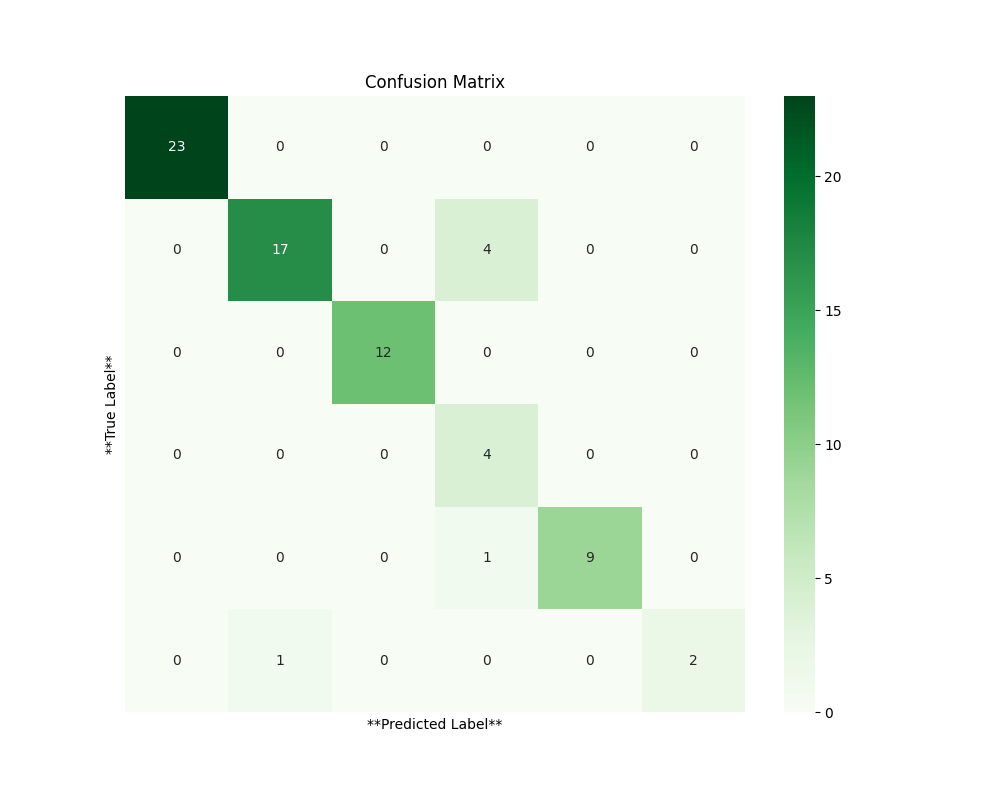 Confusion Matrix
23 0 0 0 0 0
0 17 0 4 0 0
0 0 12 0 0 0
0 0 0 4 0 0
0 0 0 1 9 0
0 1 0 0 0 2
**True Label**
**Predicted Label**
20
15
10
5
0